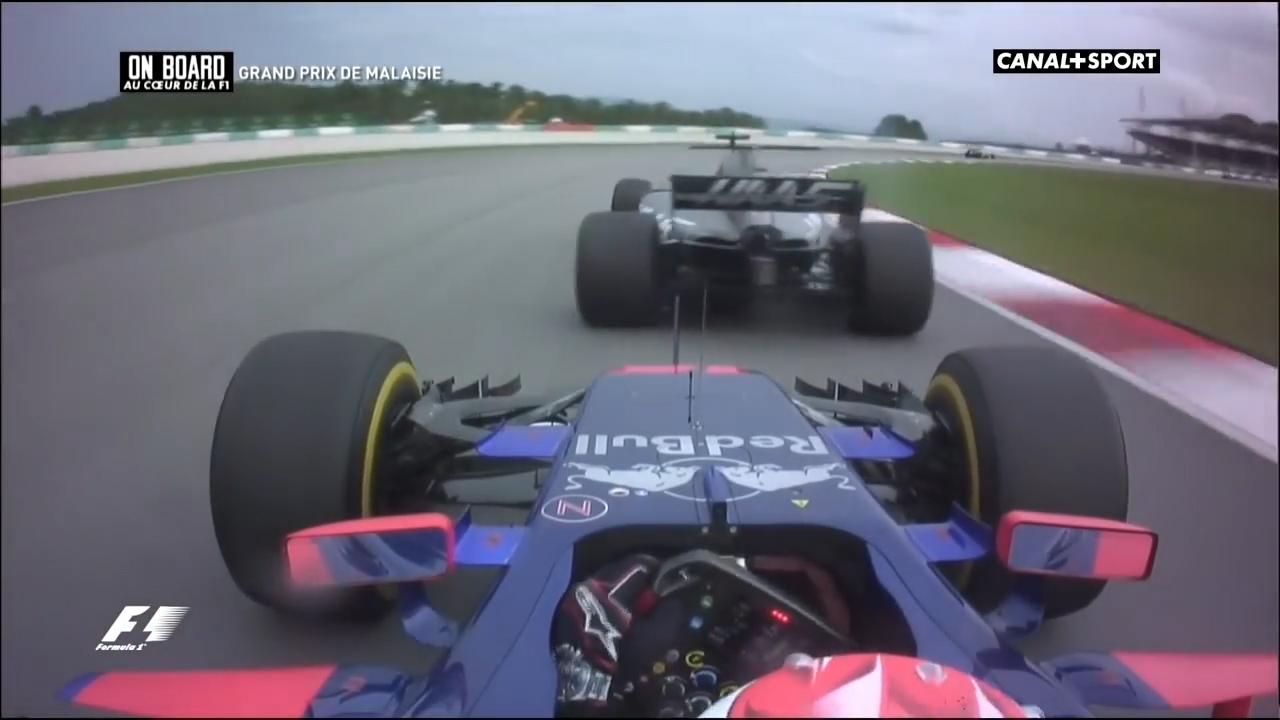 ON BOARD
AU CŒUR DE LA F1
GRAND PRIX DE MALAISIE
CANAL+SPORT
HAAS
Red Bull
N
F1
Formula 1